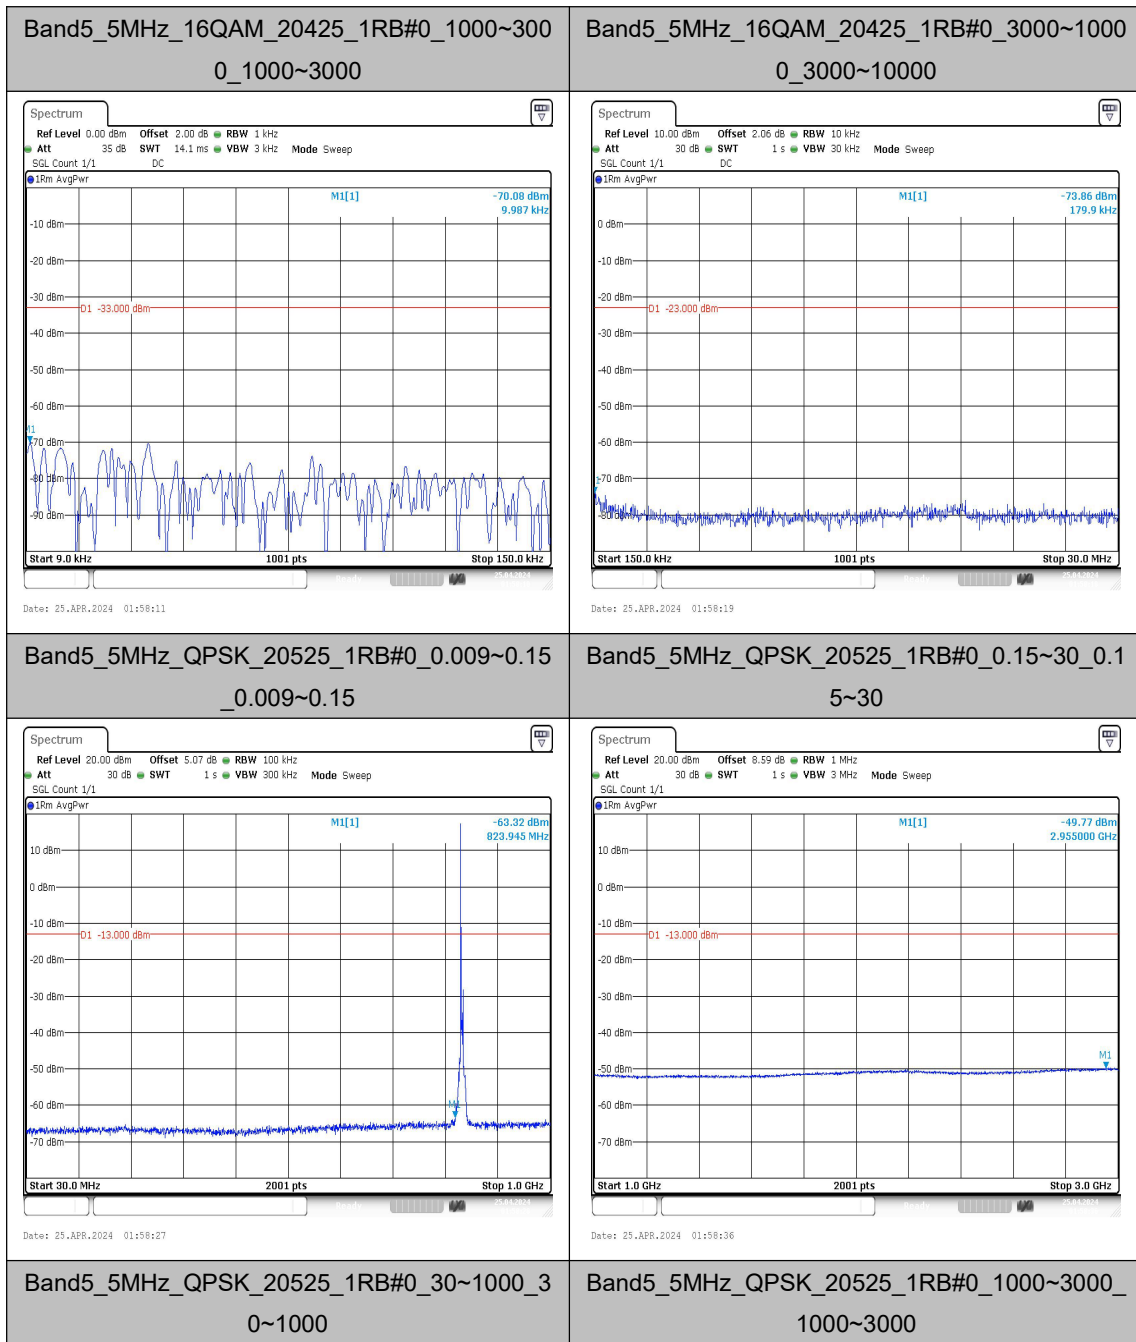 Band5_5MHz_16QAM_20425_1RB#0_1000~300
0_1000~3000
Band5_5MHz_16QAM_20425_1RB#0_3000~1000
0_3000~10000
Spectrum
Ref Level 0.00 dBm Offset 2.00 dB RBW 1 kHz
Att 35 dB SWT 14.1 ms VBW 3 kHz Mode Sweep
SGL Count 1/1 DC
1Rm AvgPwr
M1[1] -70.08 dBm
9.987 kHz
-10 dBm
-20 dBm
-30 dBm
D1 -33.000 dBm
-40 dBm
-50 dBm
-60 dBm
M1
-70 dBm
-80 dBm
-90 dBm
Start 9.0 kHz 1001 pts Stop 150.0 kHz
Ready 25.04.2024
Date: 25.APR.2024 01:58:11
Spectrum
Ref Level 10.00 dBm Offset 2.06 dB RBW 10 kHz
Att 30 dB SWT 1 s VBW 30 kHz Mode Sweep
SGL Count 1/1 DC
1Rm AvgPwr
M1[1] -73.86 dBm
179.9 kHz
0 dBm
-10 dBm
-20 dBm
D1 -23.000 dBm
-30 dBm
-40 dBm
-50 dBm
-60 dBm
-70 dBm
-80 dBm
Start 150.0 kHz 1001 pts Stop 30.0 MHz
Ready 25.04.2024
Date: 25.APR.2024 01:58:19
Band5_5MHz_QPSK_20525_1RB#0_0.009~0.15
_0.009~0.15
Band5_5MHz_QPSK_20525_1RB#0_0.15~30_0.1
5~30
Spectrum
Ref Level 20.00 dBm Offset 5.07 dB RBW 100 kHz
Att 30 dB SWT 1 s VBW 300 kHz Mode Sweep
SGL Count 1/1
1Rm AvgPwr
M1[1] -63.32 dBm
823.945 MHz
10 dBm
0 dBm
-10 dBm
D1 -13.000 dBm
-20 dBm
-30 dBm
-40 dBm
-50 dBm
-60 dBm
-70 dBm
Start 30.0 MHz 2001 pts Stop 1.0 GHz
Ready 25.04.2024
Date: 25.APR.2024 01:58:27
Spectrum
Ref Level 20.00 dBm Offset 8.59 dB RBW 1 MHz
Att 30 dB SWT 1 s VBW 3 MHz Mode Sweep
SGL Count 1/1
1Rm AvgPwr
M1[1] -49.77 dBm
2.955000 GHz
10 dBm
0 dBm
-10 dBm
D1 -13.000 dBm
-20 dBm
-30 dBm
-40 dBm
M1
-50 dBm
-60 dBm
-70 dBm
Start 1.0 GHz 2001 pts Stop 3.0 GHz
Ready 25.04.2024
Date: 25.APR.2024 01:58:36
Band5_5MHz_QPSK_20525_1RB#0_30~1000_3
0~1000
Band5_5MHz_QPSK_20525_1RB#0_1000~3000_
1000~3000